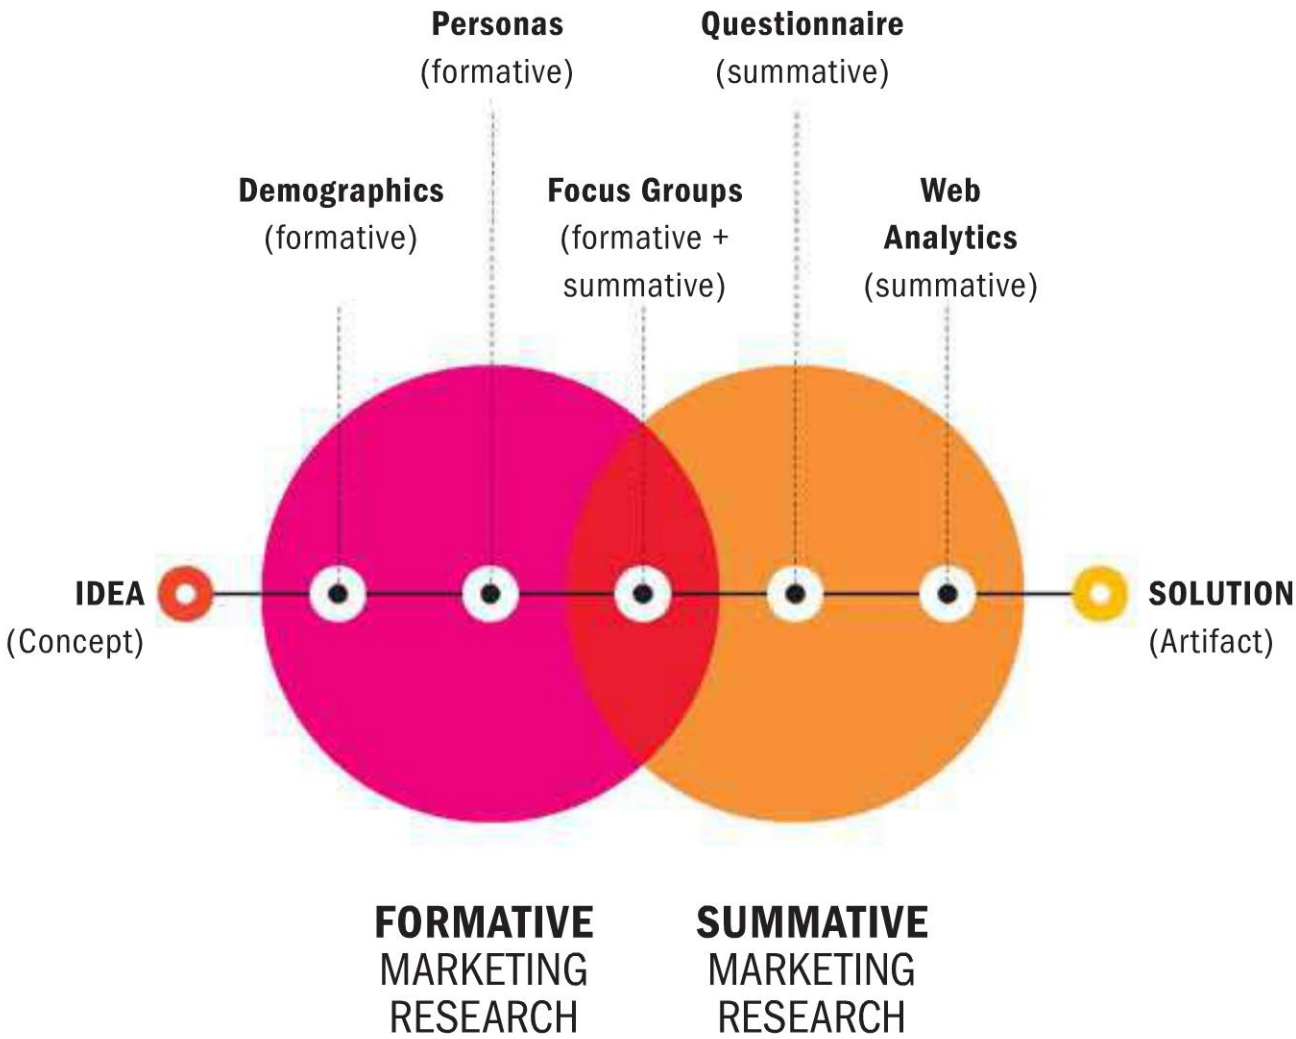 Personas
(formative)
Questionnaire
(summative)
Demographics
(formative)
Focus Groups
(formative +
summative)
Web
Analytics
(summative)
IDEA
(Concept)
SOLUTION
(Artifact)
FORMATIVE
MARKETING
RESEARCH
SUMMATIVE
MARKETING
RESEARCH